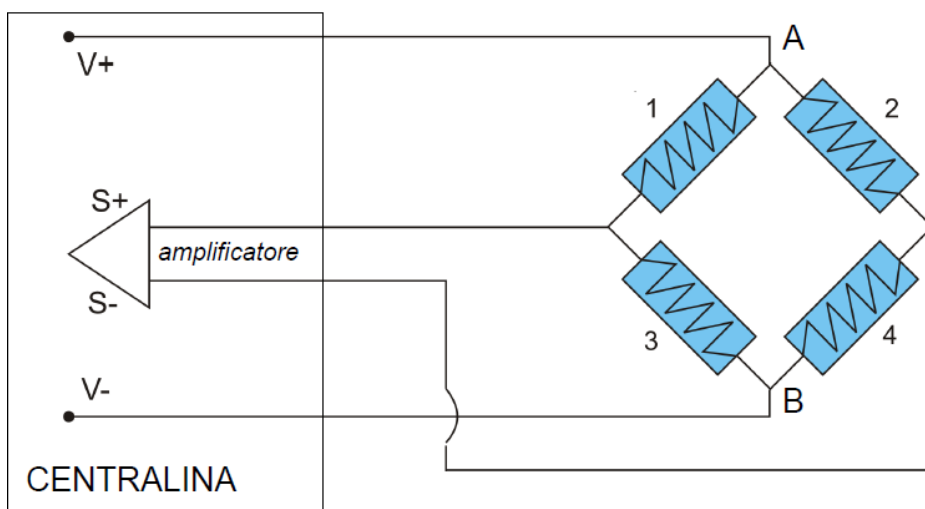 A
V+
1
2
S+
amplificatore
S-
3
4
V-
B
CENTRALINA